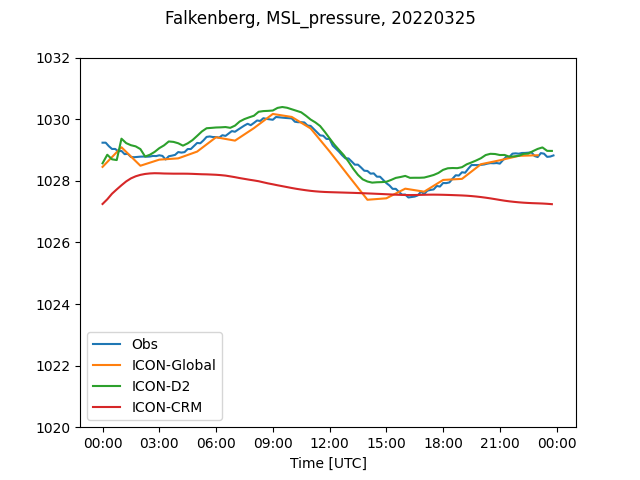 Falkenberg, MSL_pressure, 20220325
1032
1030
1028
1026
1024
1022
1020
Obs
ICON-Global
ICON-D2
ICON-CRM
00:00 03:00 06:00 09:00 12:00 15:00 18:00 21:00 00:00
Time [UTC]